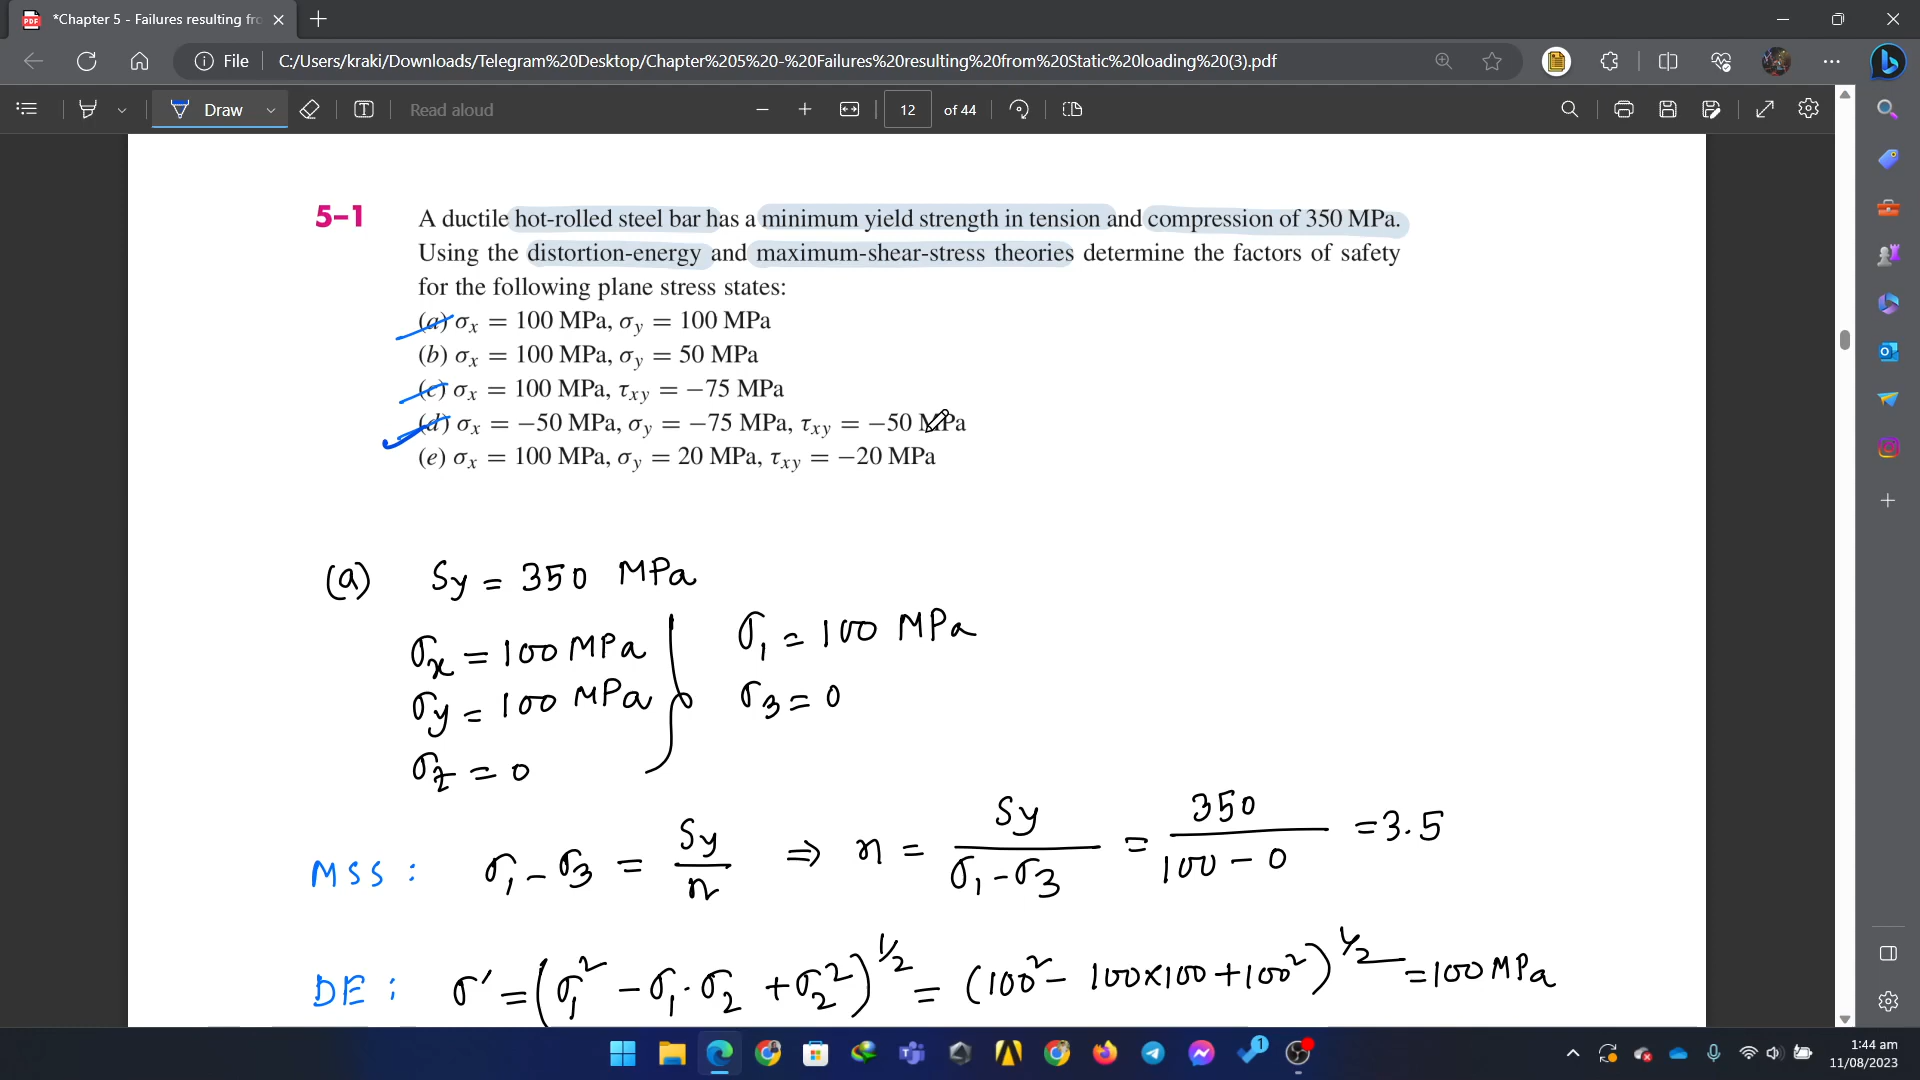 *Chapter 5 - Failures resulting fro
File
C:/Users/kraki/Downloads/Telegram%20Desktop/Chapter%205%20-%20Failures%20resulting%20from%20Static%20loading%20(3).pdf
Draw
Read aloud
12
of 44
5–1 A ductile hot-rolled steel bar has a minimum yield strength in tension and compression of 350 MPa.
Using the distortion-energy and maximum-shear-stress theories determine the factors of safety
for the following plane stress states:
(a) σx = 100 MPa, σy = 100 MPa
(b) σx = 100 MPa, σy = 50 MPa
(c) σx = 100 MPa, τxy = −75 MPa
(d) σx = −50 MPa, σy = −75 MPa, τxy = −50 MPa
(e) σx = 100 MPa, σy = 20 MPa, τxy = −20 MPa
(a) Sy = 350 MPa
σx = 100 MPa σ1 = 100 MPa
σy = 100 MPa σ3 = 0
σz = 0
MSS : σ1 - σ3 = Sy/n ⇒ n = Sy/(σ1 - σ3) = 350/(100 - 0) = 3.5
DE : σ' = (σ1² - σ1·σ2 + σ2²)^1/2 = (100² - 100x100 + 100²)^1/2 = 100 MPa
1
1:44 am
11/08/2023